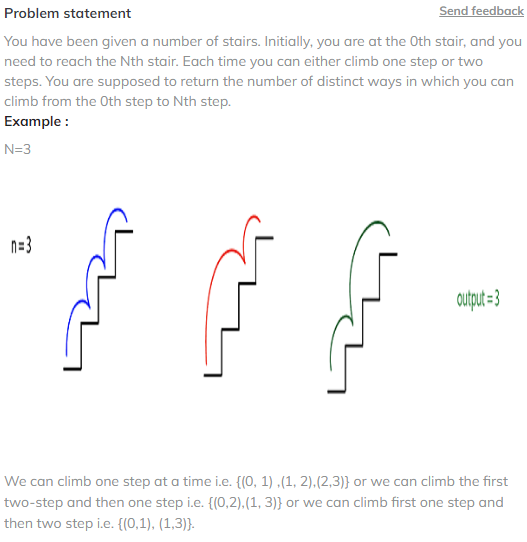 Problem statement
Send feedback
You have been given a number of stairs. Initially, you are at the 0th stair, and you
need to reach the Nth stair. Each time you can either climb one step or two
steps. You are supposed to return the number of distinct ways in which you can
climb from the 0th step to Nth step.
Example :
N=3
n=3
output = 3
We can climb one step at a time i.e. {(0, 1) ,(1, 2),(2,3)} or we can climb the first
two-step and then one step i.e. {(0,2),(1, 3)} or we can climb first one step and
then two step i.e. {(0,1), (1,3)}.